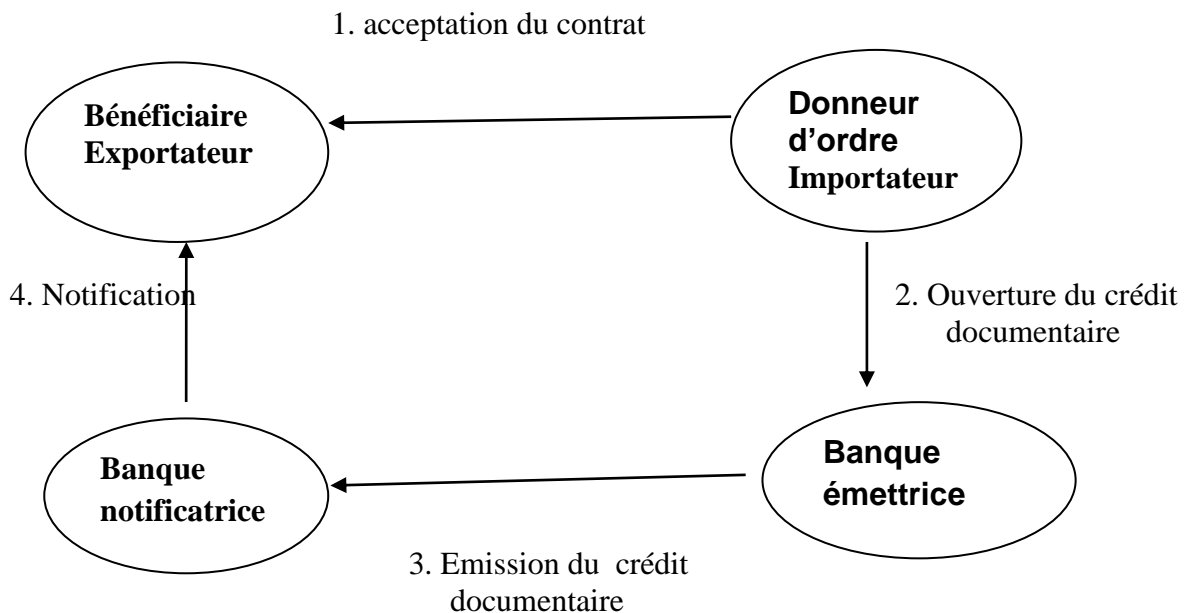 1. acceptation du contrat
Bénéficiaire
Exportateur
Donneur
d’ordre
Importateur
4. Notification
2. Ouverture du crédit
documentaire
Banque
notificatrice
Banque
émettrice
3. Emission du crédit
documentaire